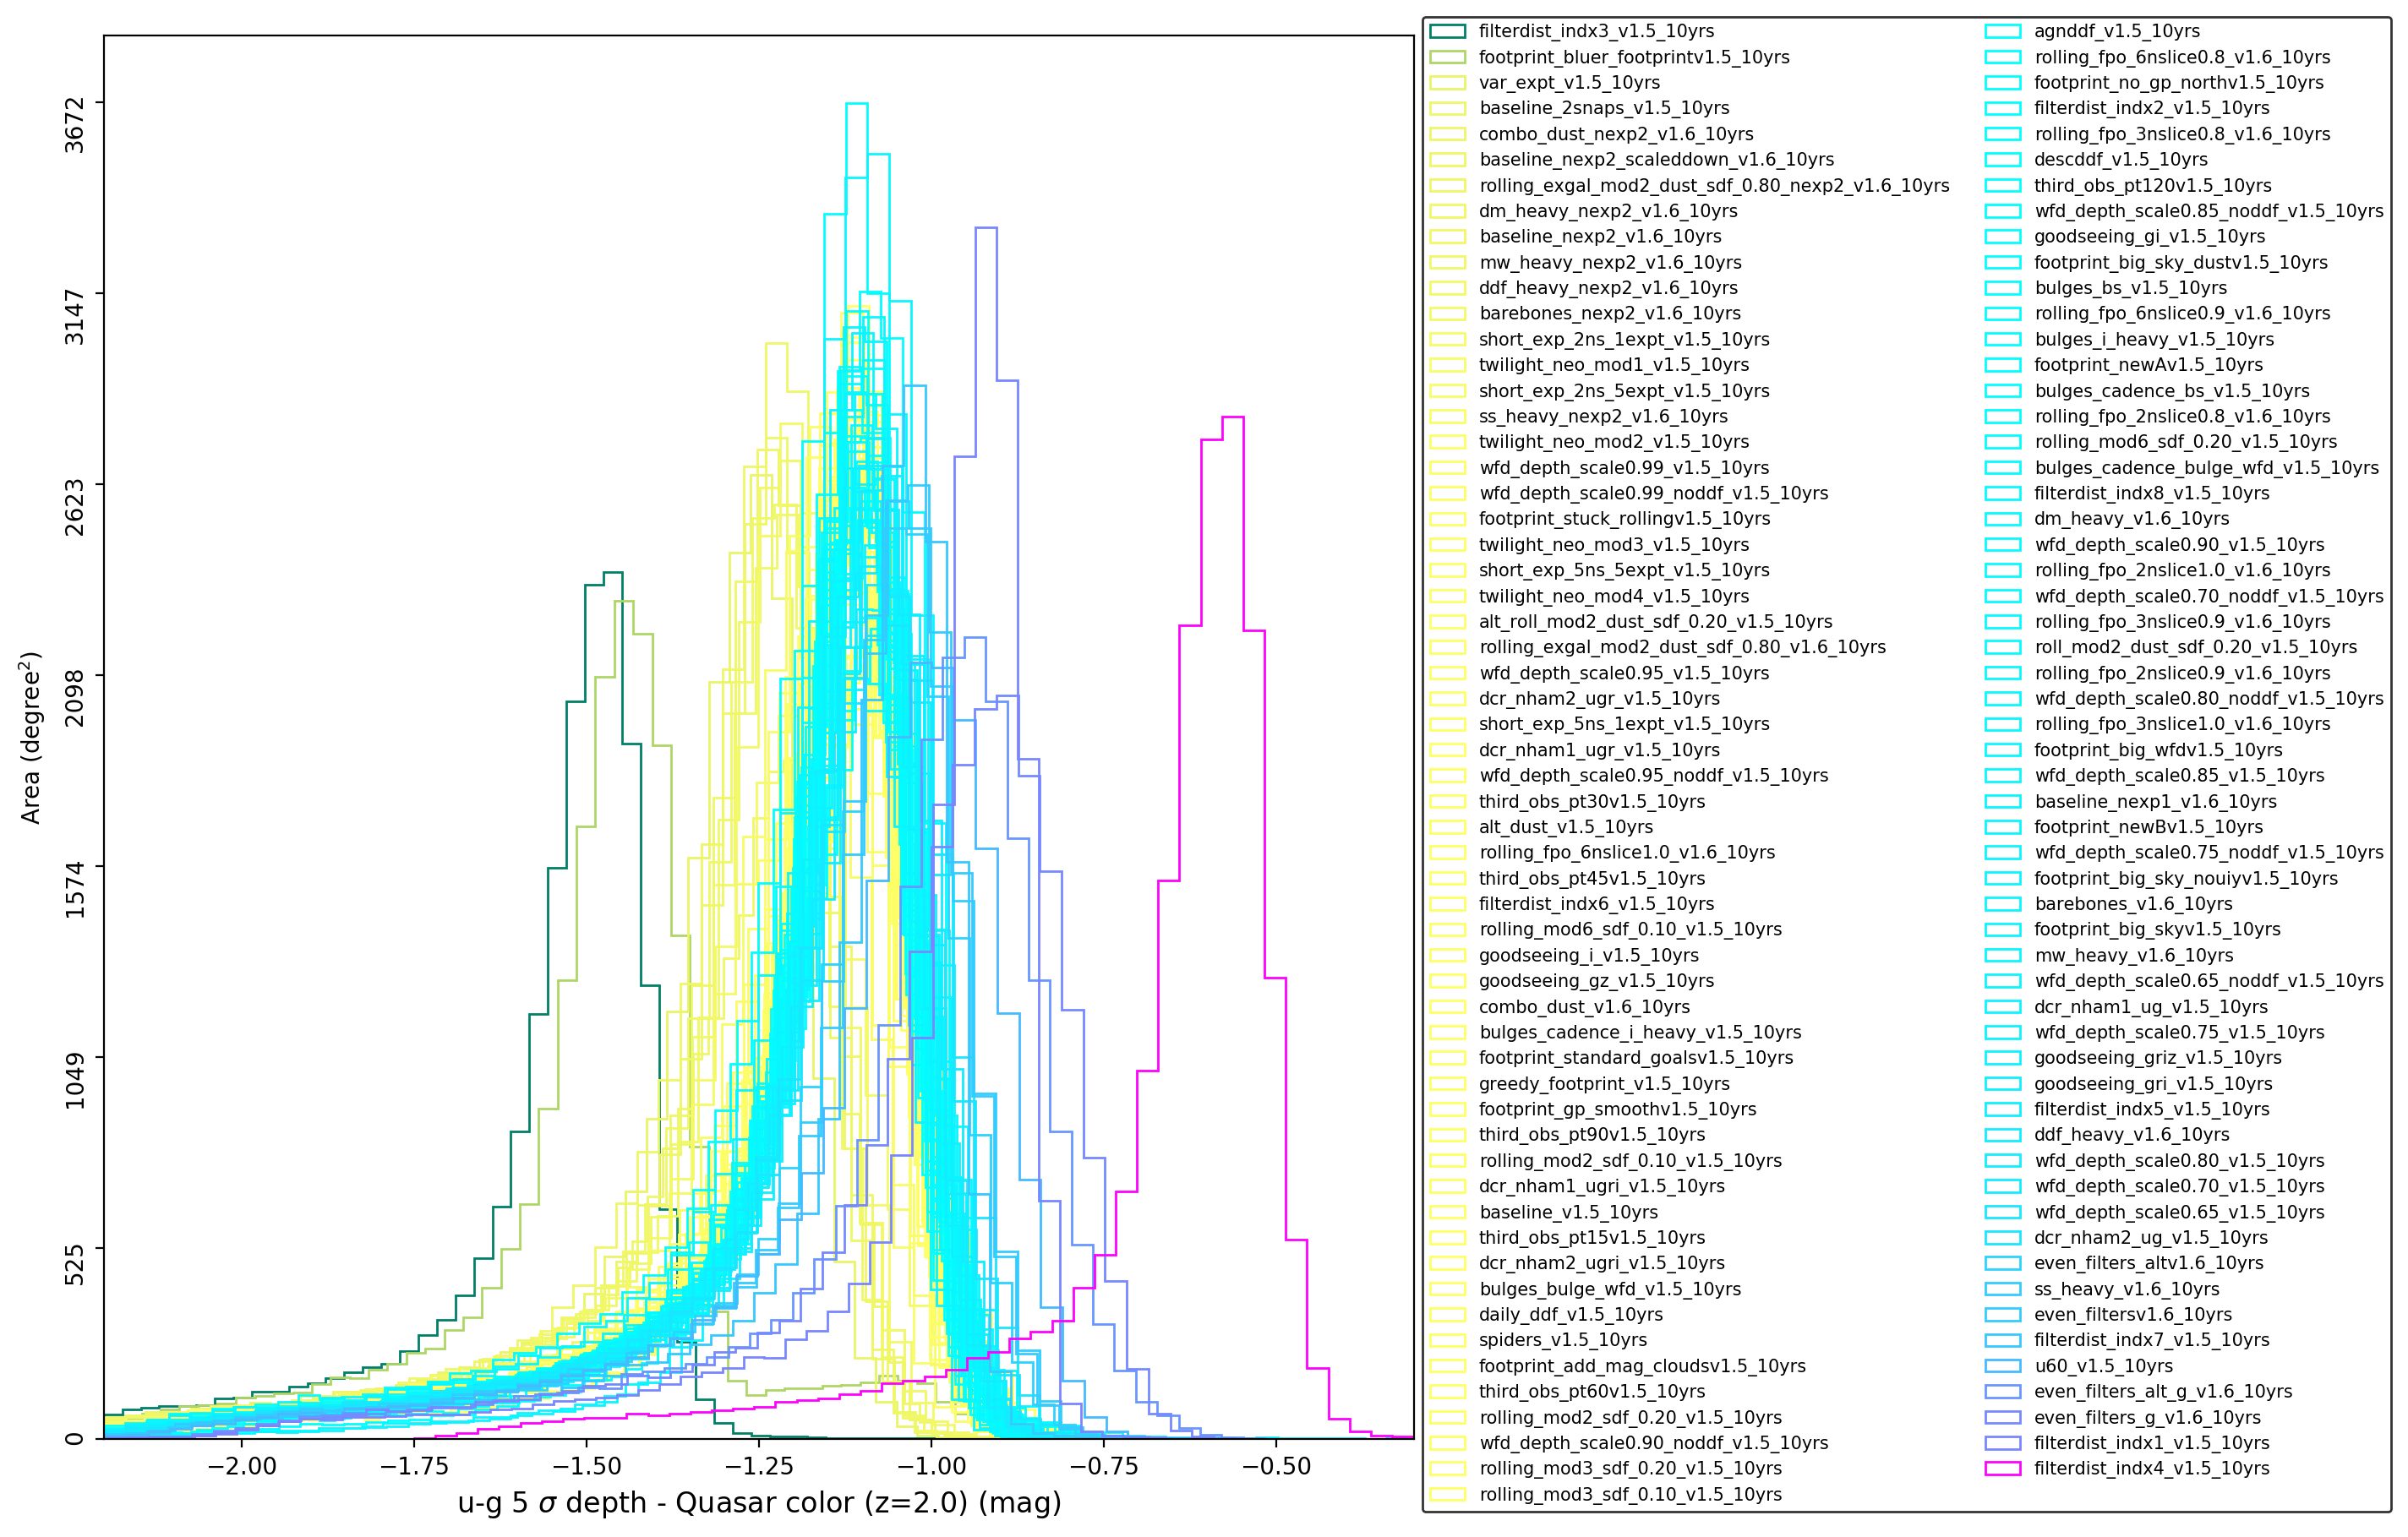 3672
3147
2623
2098
1574
1049
525
0
Area (degree²)
−2.00
−1.75
−1.50
−1.25
−1.00
−0.75
−0.50
u-g 5 σ depth - Quasar color (z=2.0) (mag)
filterdist_indx3_v1.5_10yrs
footprint_bluer_footprintv1.5_10yrs
var_expt_v1.5_10yrs
baseline_2snaps_v1.5_10yrs
combo_dust_nexp2_v1.6_10yrs
baseline_nexp2_scaleddown_v1.6_10yrs
rolling_exgal_mod2_dust_sdf_0.80_nexp2_v1.6_10yrs
dm_heavy_nexp2_v1.6_10yrs
baseline_nexp2_v1.6_10yrs
mw_heavy_nexp2_v1.6_10yrs
ddf_heavy_nexp2_v1.6_10yrs
barebones_nexp2_v1.6_10yrs
short_exp_2ns_1expt_v1.5_10yrs
twilight_neo_mod1_v1.5_10yrs
short_exp_2ns_5expt_v1.5_10yrs
ss_heavy_nexp2_v1.6_10yrs
twilight_neo_mod2_v1.5_10yrs
wfd_depth_scale0.99_v1.5_10yrs
wfd_depth_scale0.99_noddf_v1.5_10yrs
footprint_stuck_rollingv1.5_10yrs
twilight_neo_mod3_v1.5_10yrs
short_exp_5ns_5expt_v1.5_10yrs
twilight_neo_mod4_v1.5_10yrs
alt_roll_mod2_dust_sdf_0.20_v1.5_10yrs
rolling_exgal_mod2_dust_sdf_0.80_v1.6_10yrs
wfd_depth_scale0.95_v1.5_10yrs
dcr_nham2_ugr_v1.5_10yrs
short_exp_5ns_1expt_v1.5_10yrs
dcr_nham1_ugr_v1.5_10yrs
wfd_depth_scale0.95_noddf_v1.5_10yrs
third_obs_pt30v1.5_10yrs
alt_dust_v1.5_10yrs
rolling_fpo_6nslice1.0_v1.6_10yrs
third_obs_pt45v1.5_10yrs
filterdist_indx6_v1.5_10yrs
rolling_mod6_sdf_0.10_v1.5_10yrs
goodseeing_i_v1.5_10yrs
goodseeing_gz_v1.5_10yrs
combo_dust_v1.6_10yrs
bulges_cadence_i_heavy_v1.5_10yrs
footprint_standard_goalsv1.5_10yrs
greedy_footprint_v1.5_10yrs
footprint_gp_smoothv1.5_10yrs
third_obs_pt90v1.5_10yrs
rolling_mod2_sdf_0.10_v1.5_10yrs
dcr_nham1_ugri_v1.5_10yrs
baseline_v1.5_10yrs
third_obs_pt15v1.5_10yrs
dcr_nham2_ugri_v1.5_10yrs
bulges_bulge_wfd_v1.5_10yrs
daily_ddf_v1.5_10yrs
spiders_v1.5_10yrs
footprint_add_mag_cloudsv1.5_10yrs
third_obs_pt60v1.5_10yrs
rolling_mod2_sdf_0.20_v1.5_10yrs
wfd_depth_scale0.90_noddf_v1.5_10yrs
rolling_mod3_sdf_0.20_v1.5_10yrs
rolling_mod3_sdf_0.10_v1.5_10yrs
agnddf_v1.5_10yrs
rolling_fpo_6nslice0.8_v1.6_10yrs
footprint_no_gp_northv1.5_10yrs
filterdist_indx2_v1.5_10yrs
rolling_fpo_3nslice0.8_v1.6_10yrs
descddf_v1.5_10yrs
third_obs_pt120v1.5_10yrs
wfd_depth_scale0.85_noddf_v1.5_10yrs
goodseeing_gi_v1.5_10yrs
footprint_big_sky_dustv1.5_10yrs
bulges_bs_v1.5_10yrs
rolling_fpo_6nslice0.9_v1.6_10yrs
bulges_i_heavy_v1.5_10yrs
footprint_newAv1.5_10yrs
bulges_cadence_bs_v1.5_10yrs
rolling_fpo_2nslice0.8_v1.6_10yrs
rolling_mod6_sdf_0.20_v1.5_10yrs
bulges_cadence_bulge_wfd_v1.5_10yrs
filterdist_indx8_v1.5_10yrs
dm_heavy_v1.6_10yrs
wfd_depth_scale0.90_v1.5_10yrs
rolling_fpo_2nslice1.0_v1.6_10yrs
wfd_depth_scale0.70_noddf_v1.5_10yrs
rolling_fpo_3nslice0.9_v1.6_10yrs
roll_mod2_dust_sdf_0.20_v1.5_10yrs
rolling_fpo_2nslice0.9_v1.6_10yrs
wfd_depth_scale0.80_noddf_v1.5_10yrs
rolling_fpo_3nslice1.0_v1.6_10yrs
footprint_big_wfdv1.5_10yrs
wfd_depth_scale0.85_v1.5_10yrs
baseline_nexp1_v1.6_10yrs
footprint_newBv1.5_10yrs
wfd_depth_scale0.75_noddf_v1.5_10yrs
footprint_big_sky_nouiyv1.5_10yrs
barebones_v1.6_10yrs
footprint_big_skyv1.5_10yrs
mw_heavy_v1.6_10yrs
wfd_depth_scale0.65_noddf_v1.5_10yrs
dcr_nham1_ug_v1.5_10yrs
wfd_depth_scale0.75_v1.5_10yrs
goodseeing_griz_v1.5_10yrs
goodseeing_gri_v1.5_10yrs
filterdist_indx5_v1.5_10yrs
ddf_heavy_v1.6_10yrs
wfd_depth_scale0.80_v1.5_10yrs
wfd_depth_scale0.70_v1.5_10yrs
wfd_depth_scale0.65_v1.5_10yrs
dcr_nham2_ug_v1.5_10yrs
even_filters_altv1.6_10yrs
ss_heavy_v1.6_10yrs
even_filtersv1.6_10yrs
filterdist_indx7_v1.5_10yrs
u60_v1.5_10yrs
even_filters_alt_g_v1.6_10yrs
even_filters_g_v1.6_10yrs
filterdist_indx1_v1.5_10yrs
filterdist_indx4_v1.5_10yrs